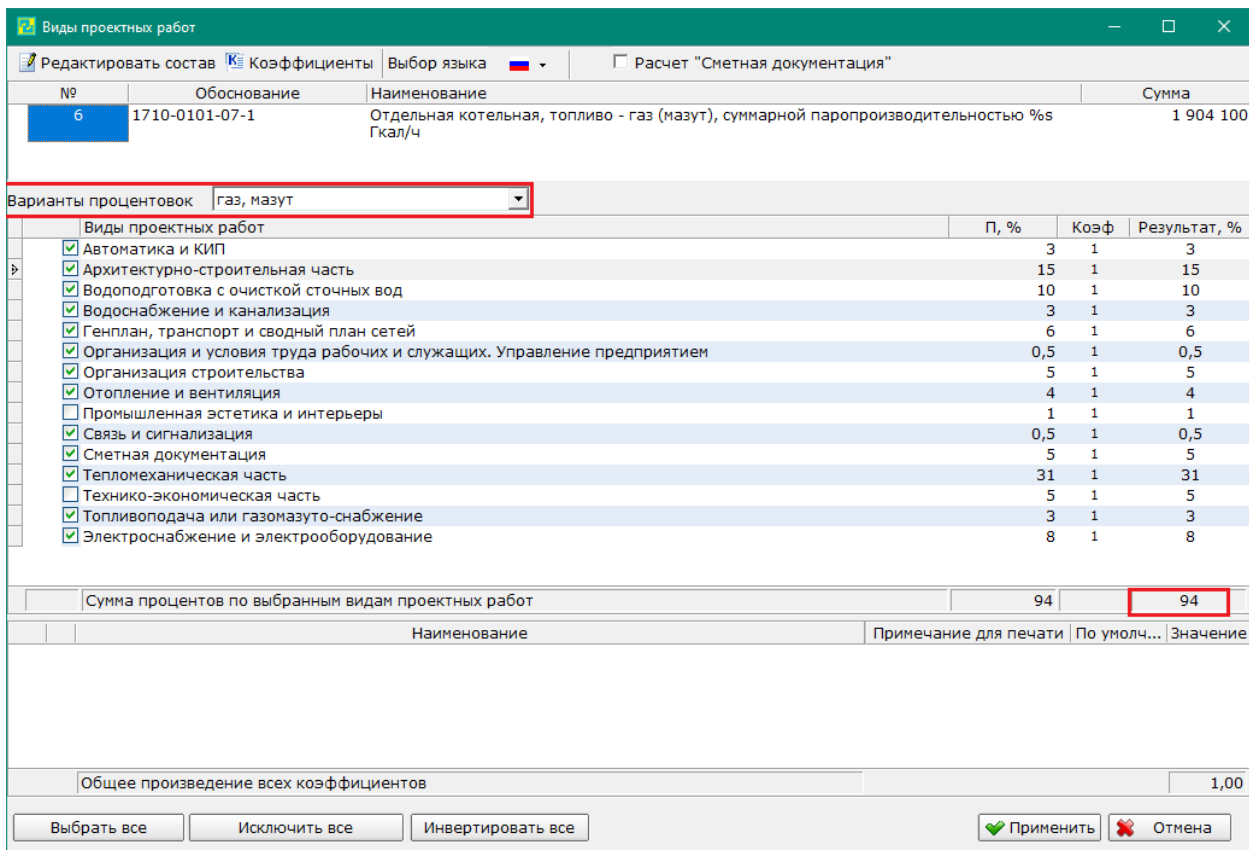 Виды проектных работ
Редактировать состав Коэффициенты Выбор языка Расчет "Сметная документация"
№ Обоснование Наименование Сумма
6 1710-0101-07-1 Отдельная котельная, топливо - газ (мазут), суммарной паропроизводительностью %s 1 904 100
Гкал/ч
Варианты процентовок газ, мазут
Виды проектных работ П, % Коэф Результат, %
Автоматика и КИП 3 1 3
Архитектурно-строительная часть 15 1 15
Водоподготовка с очисткой сточных вод 10 1 10
Водоснабжение и канализация 3 1 3
Генплан, транспорт и сводный план сетей 6 1 6
Организация и условия труда рабочих и служащих. Управление предприятием 0,5 1 0,5
Организация строительства 5 1 5
Отопление и вентиляция 4 1 4
Промышленная эстетика и интерьеры 1 1 1
Связь и сигнализация 0,5 1 0,5
Сметная документация 5 1 5
Тепломеханическая часть 31 1 31
Технико-экономическая часть 5 1 5
Топливоподача или газомазуто-снабжение 3 1 3
Электроснабжение и электрооборудование 8 1 8
Сумма процентов по выбранным видам проектных работ 94 94
Наименование Примечание для печати По умолч... Значение
Общее произведение всех коэффициентов 1,00
Выбрать все Исключить все Инвертировать все Применить Отмена